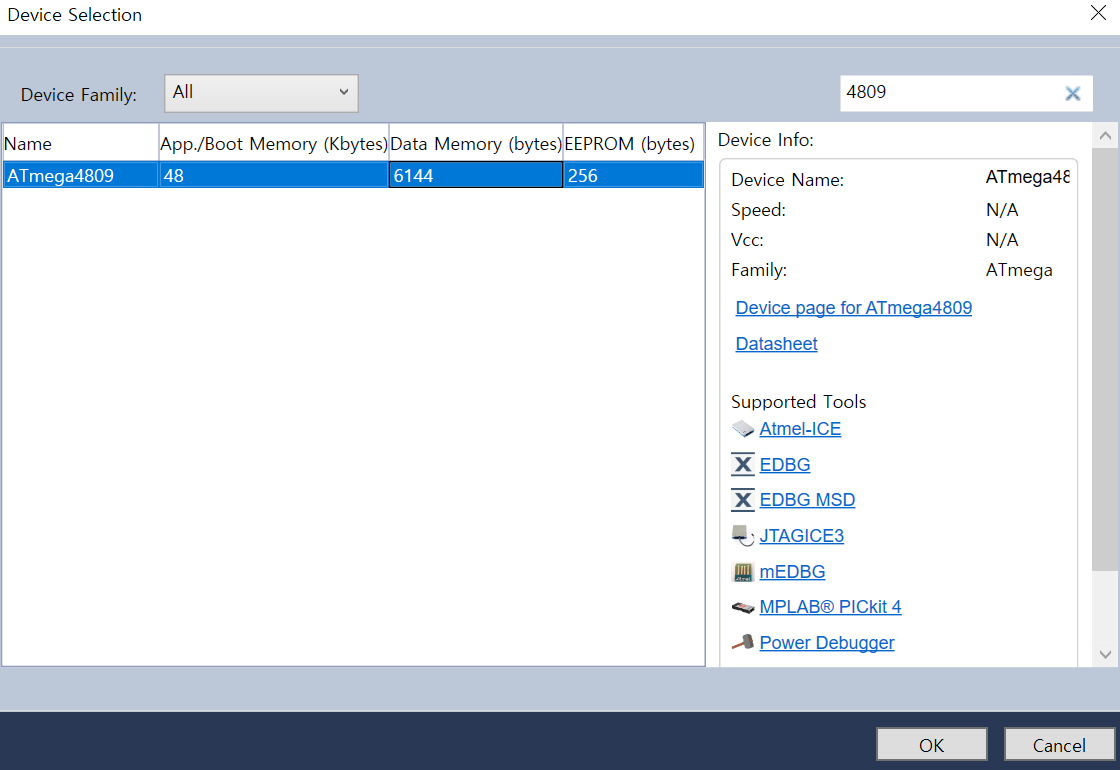 Device Selection
Device Family: All 4809
Name App./Boot Memory (Kbytes) Data Memory (bytes) EEPROM (bytes)
ATmega4809 48 6144 256
Device Info:
Device Name: ATmega48
Speed: N/A
Vcc: N/A
Family: ATmega
Device page for ATmega4809
Datasheet
Supported Tools
Atmel-ICE
EDBG
EDBG MSD
JTAGICE3
mEDBG
MPLAB® PICkit 4
Power Debugger
OK Cancel